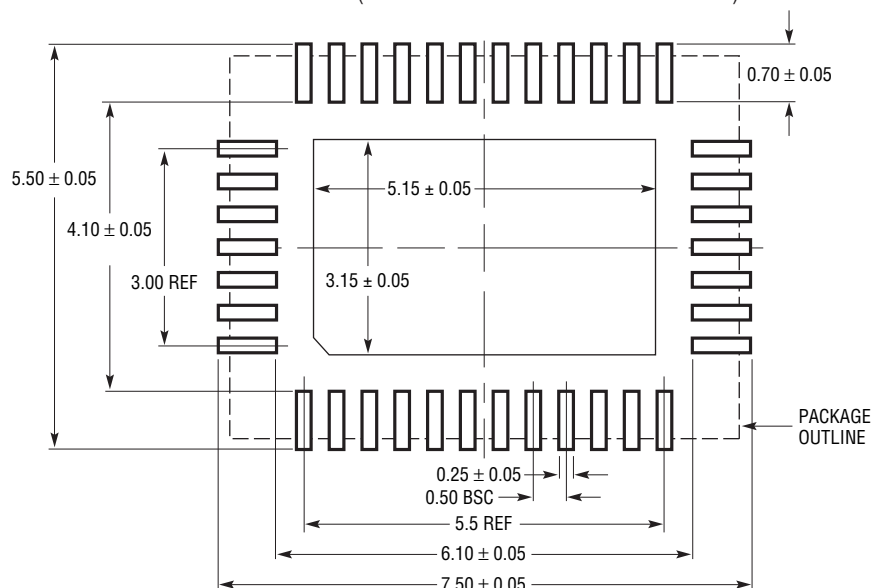 0.70 ± 0.05
5.50 ± 0.05
5.15 ± 0.05
4.10 ± 0.05
3.00 REF
3.15 ± 0.05
PACKAGE
OUTLINE
0.25 ± 0.05
0.50 BSC
5.5 REF
6.10 ± 0.05
7.50 ± 0.05